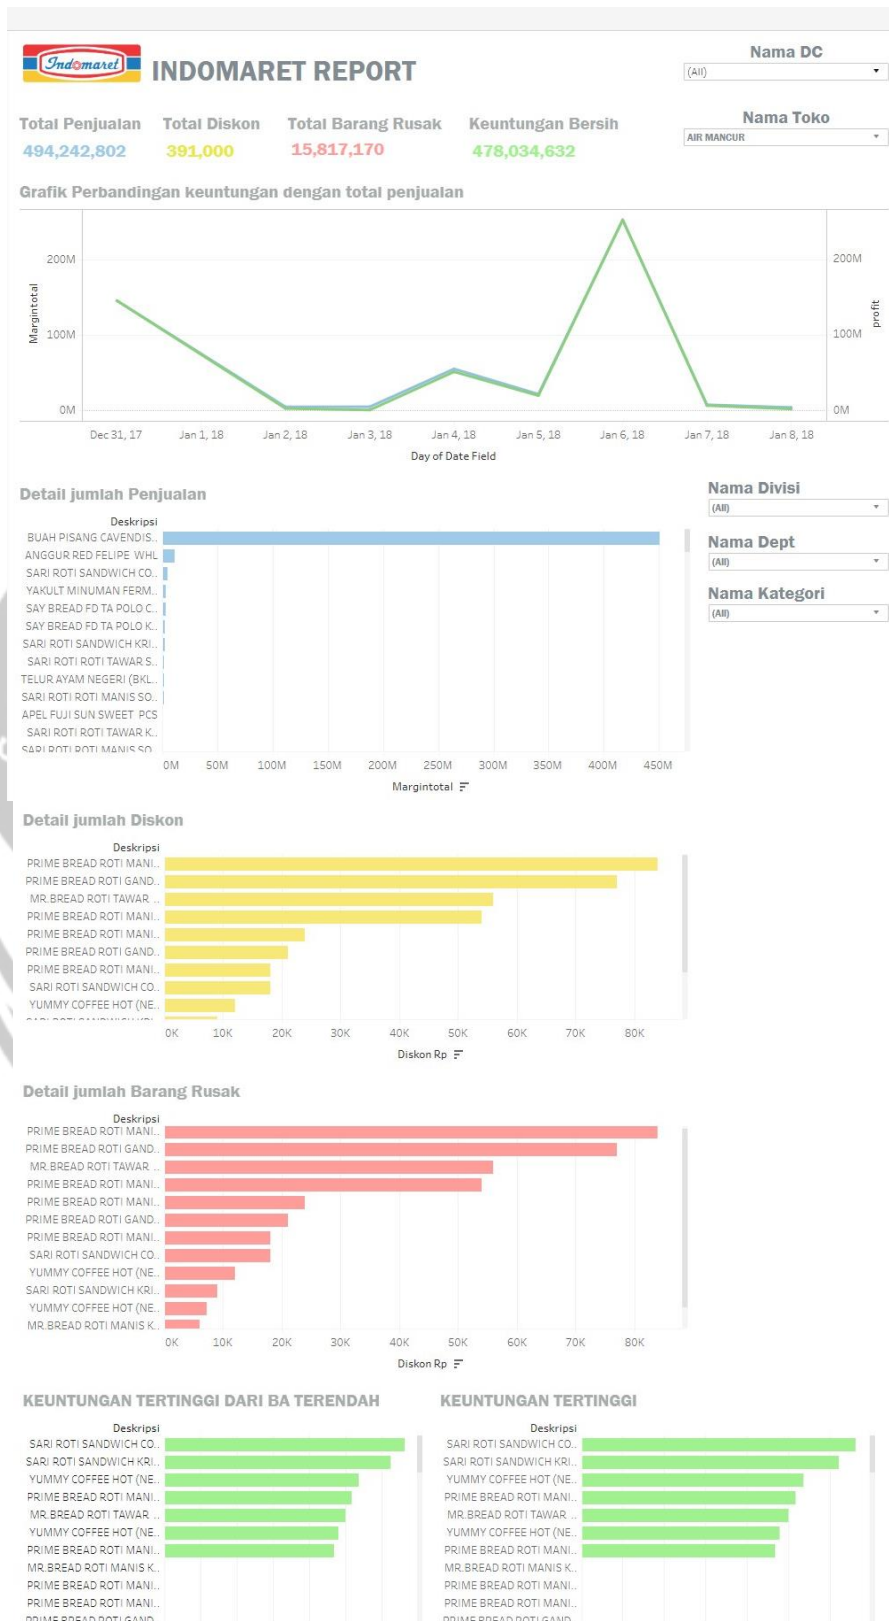 Indomaret
INDOMARET REPORT
Nama DC
(All)
Total Penjualan Total Diskon Total Barang Rusak Keuntungan Bersih
494,242,802 391,000 15,817,170 478,034,632
Nama Toko
AIR MANCUR
Grafik Perbandingan keuntungan dengan total penjualan
Margintotal
200M
100M
0M
200M
100M
0M
profit
Dec 31, 17 Jan 1, 18 Jan 2, 18 Jan 3, 18 Jan 4, 18 Jan 5, 18 Jan 6, 18 Jan 7, 18 Jan 8, 18
Day of Date Field
Detail jumlah Penjualan
Deskripsi
BUAH PISANG CAVENDIS..
ANGGUR RED FELIPE WHL
SARI ROTI SANDWICH CO..
YAKULT MINUMAN FERM..
SAY BREAD FD TA POLO C..
SAY BREAD FD TA POLO K..
SARI ROTI SANDWICH KRI..
SARI ROTI ROTI TAWAR S..
TELUR AYAM NEGERI (BKL..
SARI ROTI ROTI MANIS SO..
APEL FUJI SUN SWEET PCS
SARI ROTI ROTI TAWAR K..
SARI ROTI ROTI MANIS SO..
0M 50M 100M 150M 200M 250M 300M 350M 400M 450M
Margintotal
Nama Divisi
(All)
Nama Dept
(All)
Nama Kategori
(All)
Detail jumlah Diskon
Deskripsi
PRIME BREAD ROTI MANI..
PRIME BREAD ROTI GAND..
MR.BREAD ROTI TAWAR ..
PRIME BREAD ROTI MANI..
PRIME BREAD ROTI MANI..
PRIME BREAD ROTI GAND..
PRIME BREAD ROTI MANI..
SARI ROTI SANDWICH CO..
YUMMY COFFEE HOT (NE..
0K 10K 20K 30K 40K 50K 60K 70K 80K
Diskon Rp
Detail jumlah Barang Rusak
Deskripsi
PRIME BREAD ROTI MANI..
PRIME BREAD ROTI GAND..
MR.BREAD ROTI TAWAR ..
PRIME BREAD ROTI MANI..
PRIME BREAD ROTI MANI..
PRIME BREAD ROTI GAND..
PRIME BREAD ROTI MANI..
SARI ROTI SANDWICH CO..
YUMMY COFFEE HOT (NE..
SARI ROTI SANDWICH KRI..
YUMMY COFFEE HOT (NE..
MR.BREAD ROTI MANIS K..
0K 10K 20K 30K 40K 50K 60K 70K 80K
Diskon Rp
KEUNTUNGAN TERTINGGI DARI BA TERENDAH
Deskripsi
SARI ROTI SANDWICH CO..
SARI ROTI SANDWICH KRI..
YUMMY COFFEE HOT (NE..
PRIME BREAD ROTI MANI..
MR.BREAD ROTI TAWAR ..
YUMMY COFFEE HOT (NE..
PRIME BREAD ROTI MANI..
MR.BREAD ROTI MANIS K..
PRIME BREAD ROTI MANI..
PRIME BREAD ROTI MANI..
PRIME BREAD ROTI GAND..
KEUNTUNGAN TERTINGGI
Deskripsi
SARI ROTI SANDWICH CO..
SARI ROTI SANDWICH KRI..
YUMMY COFFEE HOT (NE..
PRIME BREAD ROTI MANI..
MR.BREAD ROTI TAWAR ..
YUMMY COFFEE HOT (NE..
PRIME BREAD ROTI MANI..
MR.BREAD ROTI MANIS K..
PRIME BREAD ROTI MANI..
PRIME BREAD ROTI MANI..
PRIME BREAD ROTI GAND..